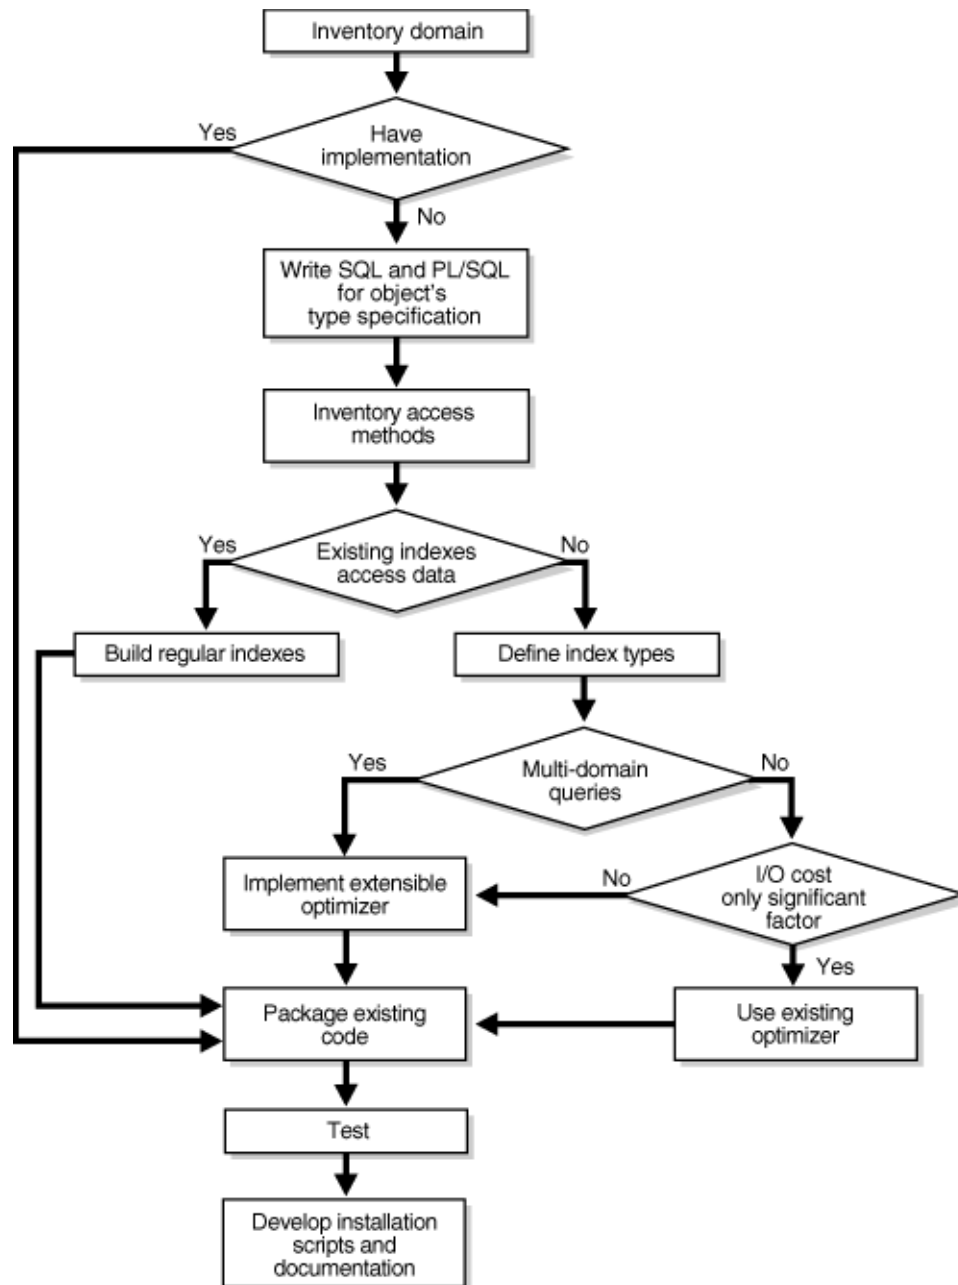 Inventory domain
Yes
Have
implementation
No
Write SQL and PL/SQL
for object's
type specification
Inventory access
methods
Yes
Existing indexes
access data
No
Build regular indexes
Define index types
Yes
Multi-domain
queries
No
Implement extensible
optimizer
No
I/O cost
only significant
factor
Yes
Package existing
code
Use existing
optimizer
Test
Develop installation
scripts and
documentation